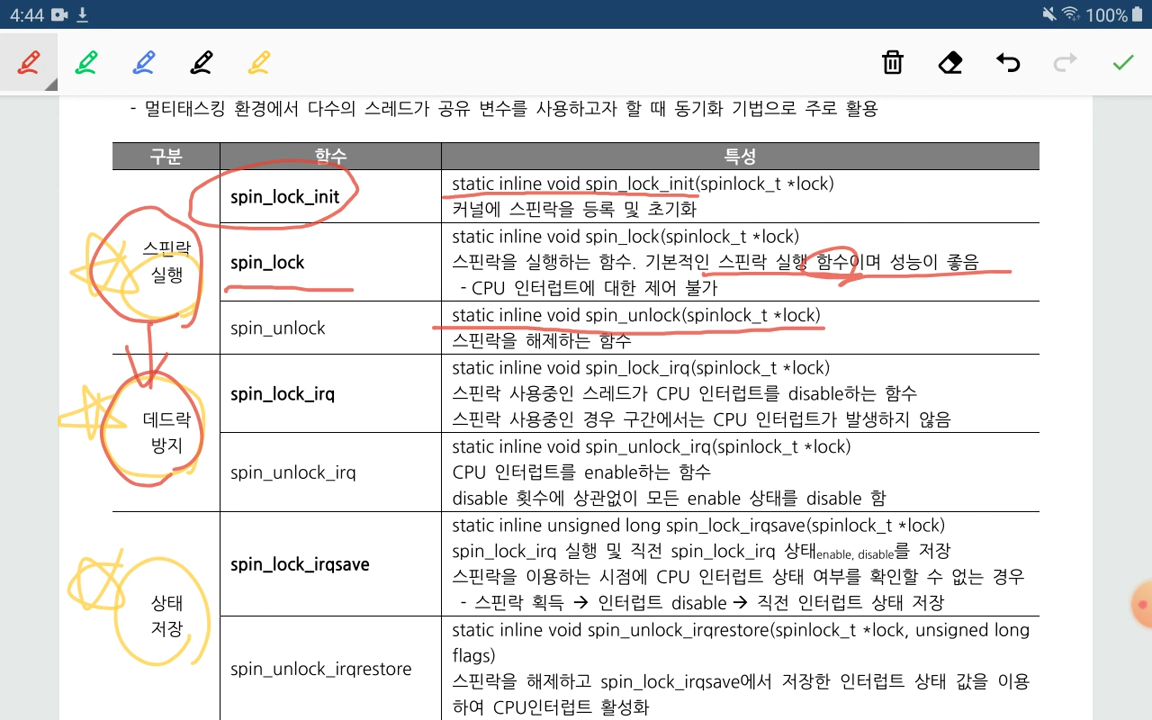 4:44
100%
- 멀티태스킹 환경에서 다수의 스레드가 공유 변수를 사용하고자 할 때 동기화 기법으로 주로 활용
구분 함수 특성
스핀락
실행
spin_lock_init
static inline void spin_lock_init(spinlock_t *lock)
커널에 스핀락을 등록 및 초기화
spin_lock
static inline void spin_lock(spinlock_t *lock)
스핀락을 실행하는 함수. 기본적인 스핀락 실행 함수이며 성능이 좋음
- CPU 인터럽트에 대한 제어 불가
spin_unlock
static inline void spin_unlock(spinlock_t *lock)
스핀락을 해제하는 함수
데드락
방지
spin_lock_irq
static inline void spin_lock_irq(spinlock_t *lock)
스핀락 사용중인 스레드가 CPU 인터럽트를 disable하는 함수
스핀락 사용중인 경우 구간에서는 CPU 인터럽트가 발생하지 않음
spin_unlock_irq
static inline void spin_unlock_irq(spinlock_t *lock)
CPU 인터럽트를 enable하는 함수
disable 횟수에 상관없이 모든 enable 상태를 disable 함
상태
저장
spin_lock_irqsave
static inline unsigned long spin_lock_irqsave(spinlock_t *lock)
spin_lock_irq 실행 및 직전 spin_lock_irq 상태enable, disable를 저장
스핀락을 이용하는 시점에 CPU 인터럽트 상태 여부를 확인할 수 없는 경우
- 스핀락 획득 → 인터럽트 disable → 직전 인터럽트 상태 저장
spin_unlock_irqrestore
static inline void spin_unlock_irqrestore(spinlock_t *lock, unsigned long
flags)
스핀락을 해제하고 spin_lock_irqsave에서 저장한 인터럽트 상태 값을 이용
하여 CPU인터럽트 활성화